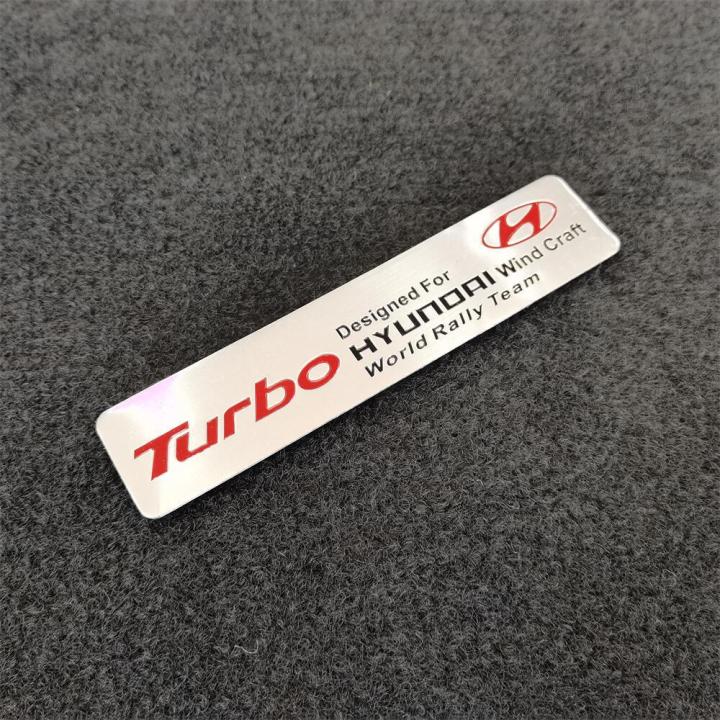 Turbo
Designed For
HYUNDAI Wind Craft
World Rally Team